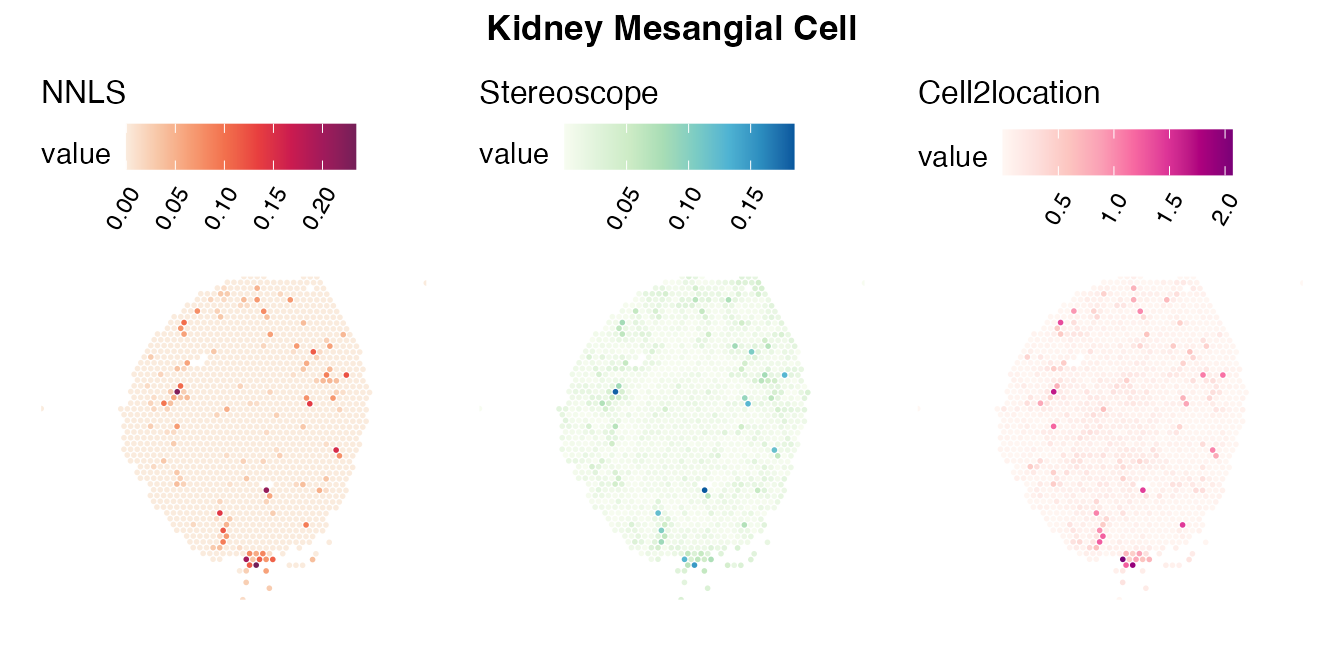 Kidney Mesangial Cell
NNLS
value
0.00 0.05 0.10 0.15 0.20
Stereoscope
value
0.05 0.10 0.15
Cell2location
value
0.5 1.0 1.5 2.0